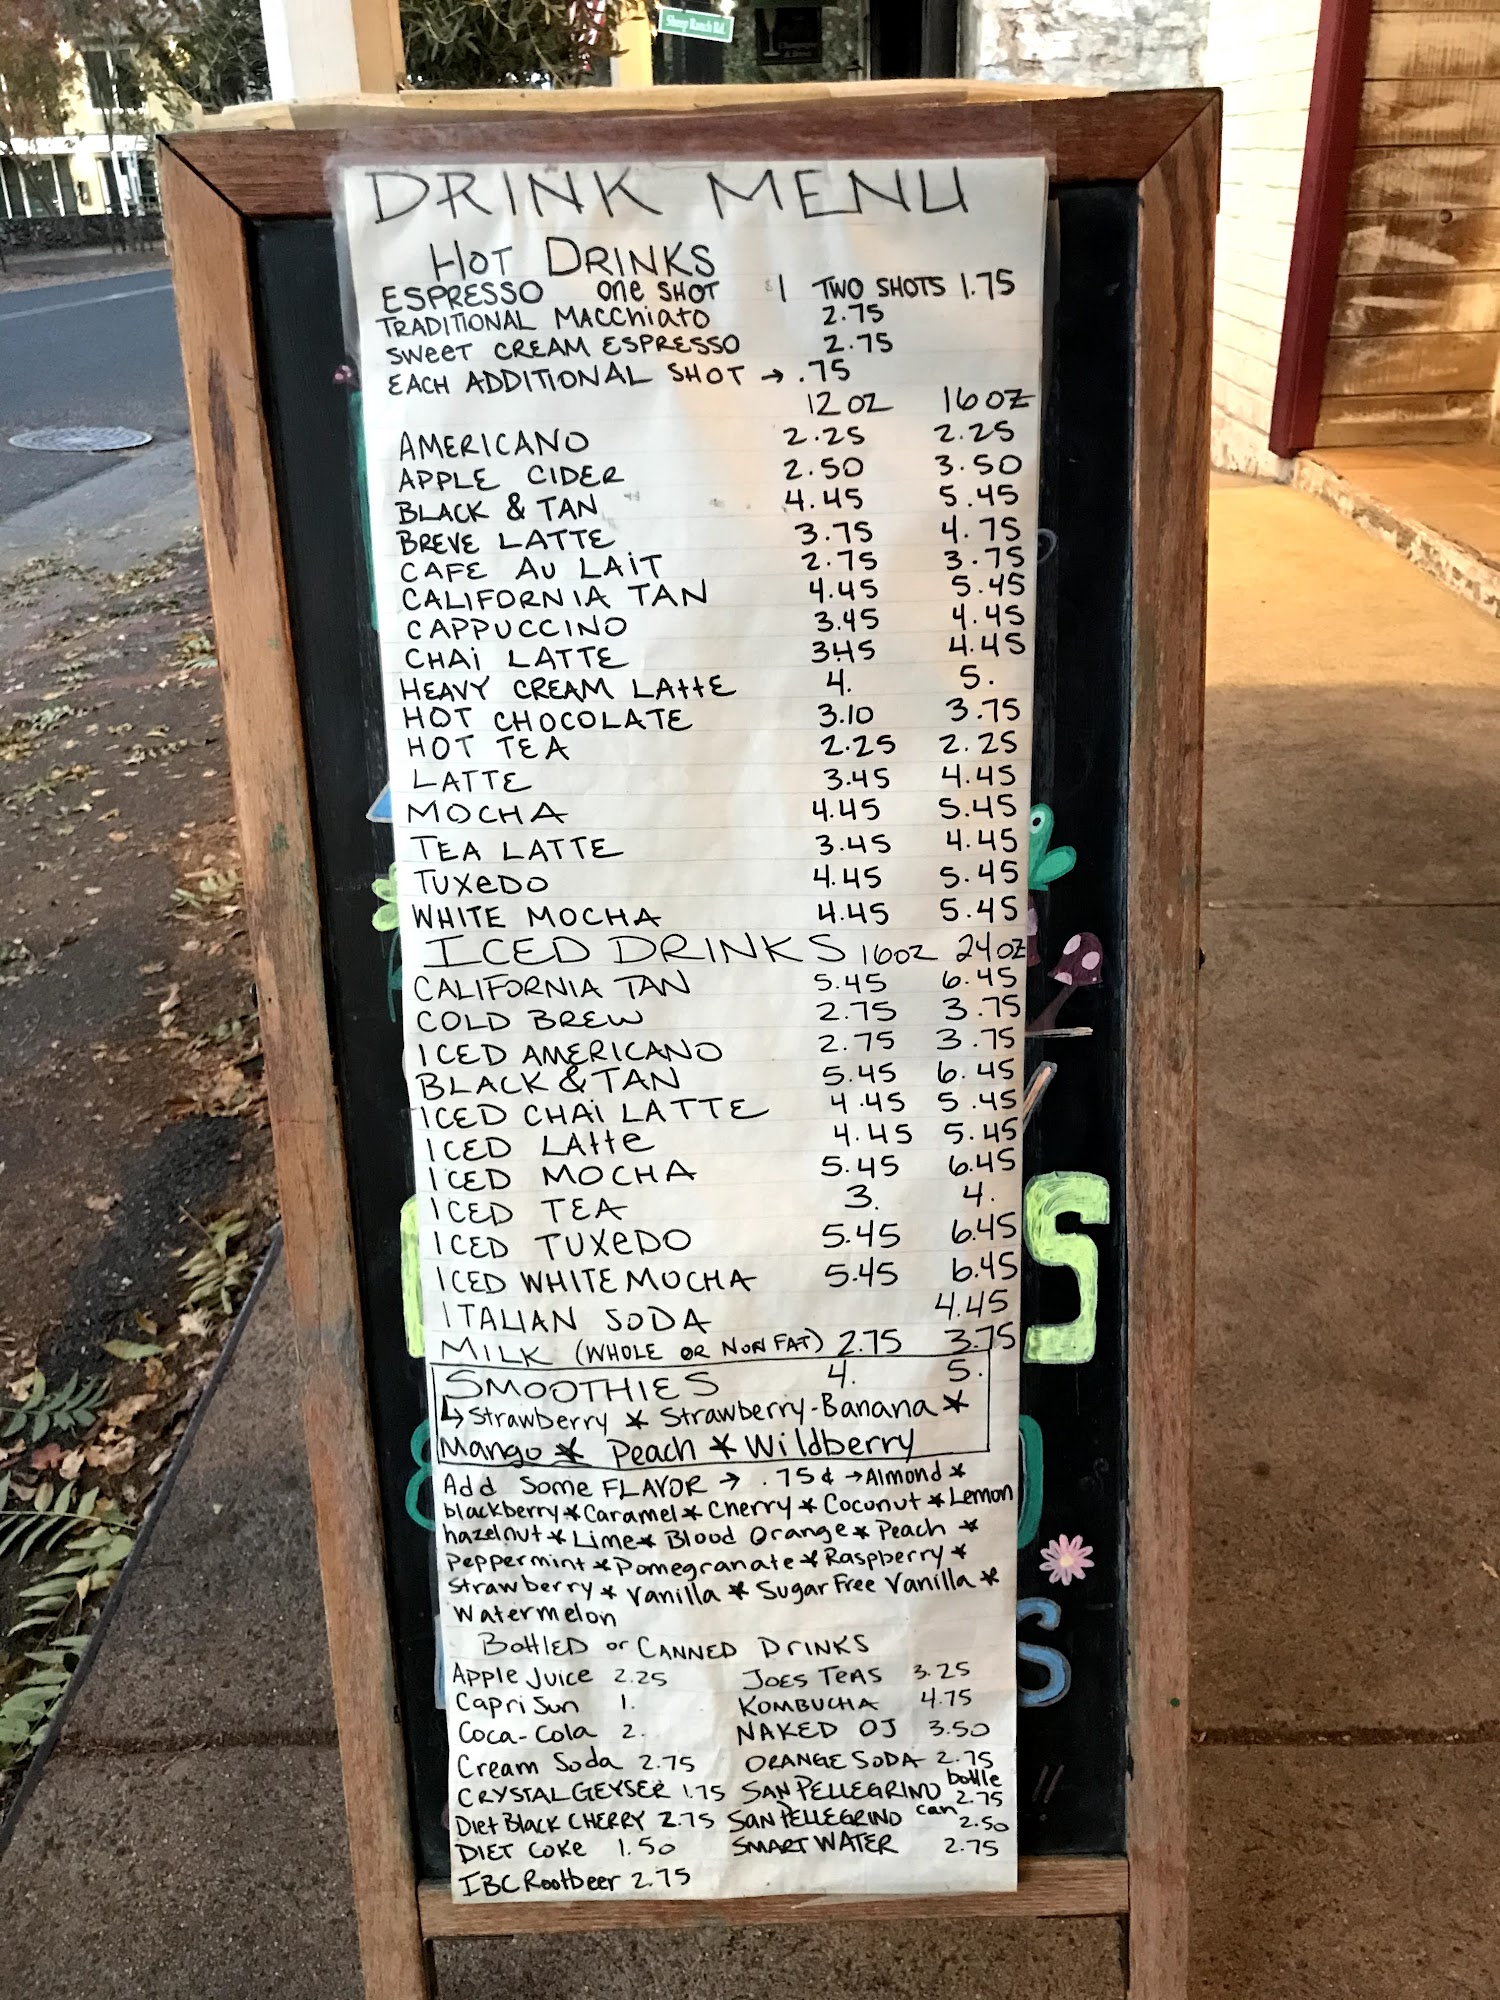 Sheep Ranch Rd.
DRINK MENU
HOT DRINKS
ESPRESSO one SHOT $1 TWO SHOTS 1.75
TRADITIONAL MACChiatO 2.75
SWeet CREAM ESPRESSO 2.75
EACH ADDITIONAL SHOT → .75
12 OZ 16 OZ
AMERICANO 2.25 2.25
APPLE CIDER 2.50 3.50
BLACK & TAN 4.45 5.45
BREVE LATTE 3.75 4.75
CAFE AU LAIT 2.75 3.75
CALIFORNIA TAN 4.45 5.45
CAPPUCCINO 3.45 4.45
CHAi LATTE 3.45 4.45
HEAVY CREAM LAttE 4. 5.
HOT CHOCOLATE 3.10 3.75
HOT TEA 2.25 2.25
LATTE 3.45 4.45
MOCHA 4.45 5.45
TEA LATTE 3.45 4.45
TUXeDO 4.45 5.45
WHITE MOCHA 4.45 5.45
ICED DRINKS 16OZ 24OZ
CALIFORNIA TAN 5.45 6.45
COLD BREW 2.75 3.75
ICED AMERICANO 2.75 3.75
BLACK & TAN 5.45 6.45
ICED CHAi LATTE 4.45 5.45
ICED LAtte 4.45 5.45
ICED MOCHA 5.45 6.45
ICED TEA 3. 4.
ICED TUXeDO 5.45 6.45
ICED WHITE MOCHA 5.45 6.45
ITALIAN SODA 4.45
MILK (WHOLE OR NON FAT) 2.75 3.75
SMOOTHIES 4. 5.
↳ Strawberry * Strawberry-Banana *
Mango * Peach * Wildberry
Add Some FLAVOR → .75¢ → Almond *
blackberry * Caramel * Cherry * Coconut * Lemon
hazelnut * Lime * Blood Orange * Peach *
Peppermint * Pomegranate * Raspberry *
Strawberry * Vanilla * Sugar Free Vanilla *
Watermelon
BottlED or CANNED DrINKS
Apple Juice 2.25 JOES TEAS 3.25
Capri Sun 1. KOMBUCHA 4.75
Coca-Cola 2. NAKED OJ 3.50
Cream Soda 2.75 ORANGE SODA 2.75
CRYSTAL GEYSER 1.75 SAN PELLEGRINO bottle 2.75
Diet BLACK CHERRY 2.75 SAN PELLEGRINO can 2.50
DIET COKE 1.50 SMART WATER 2.75
IBC Rootbeer 2.75